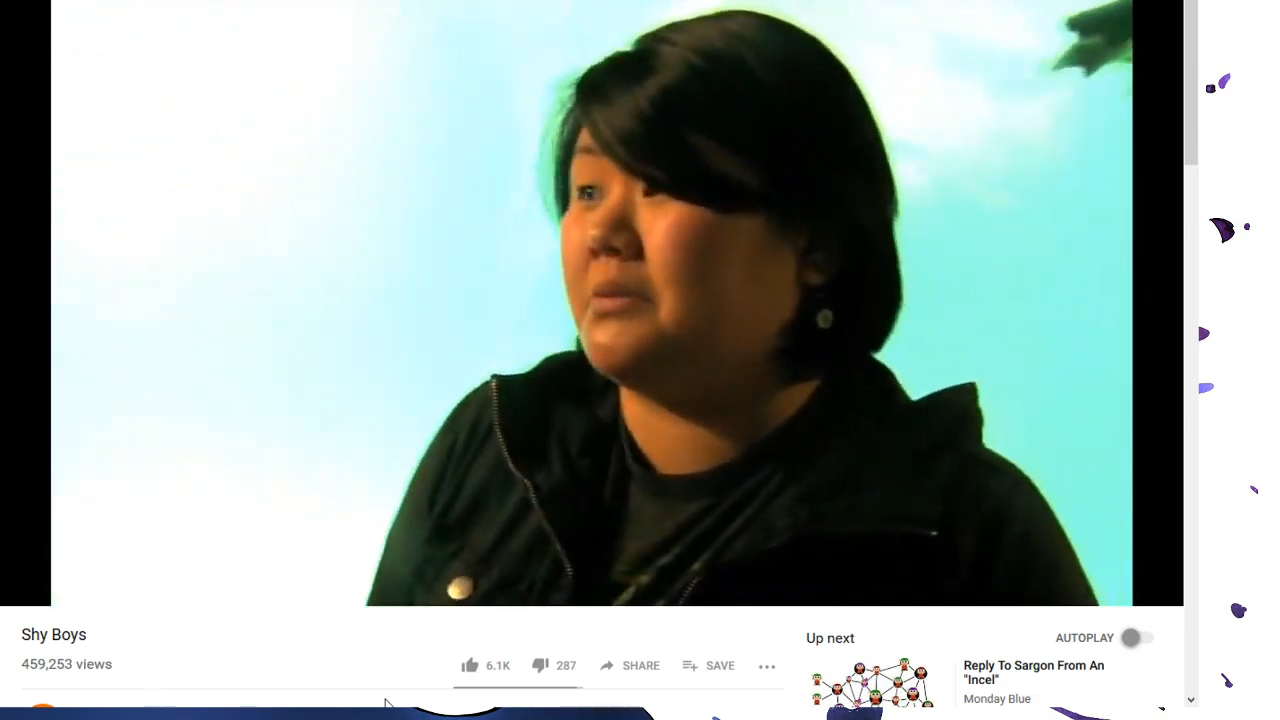 Shy Boys
459,253 views
6.1K 287 SHARE SAVE
Up next
AUTOPLAY
Reply To Sargon From An
"Incel"
Monday Blue